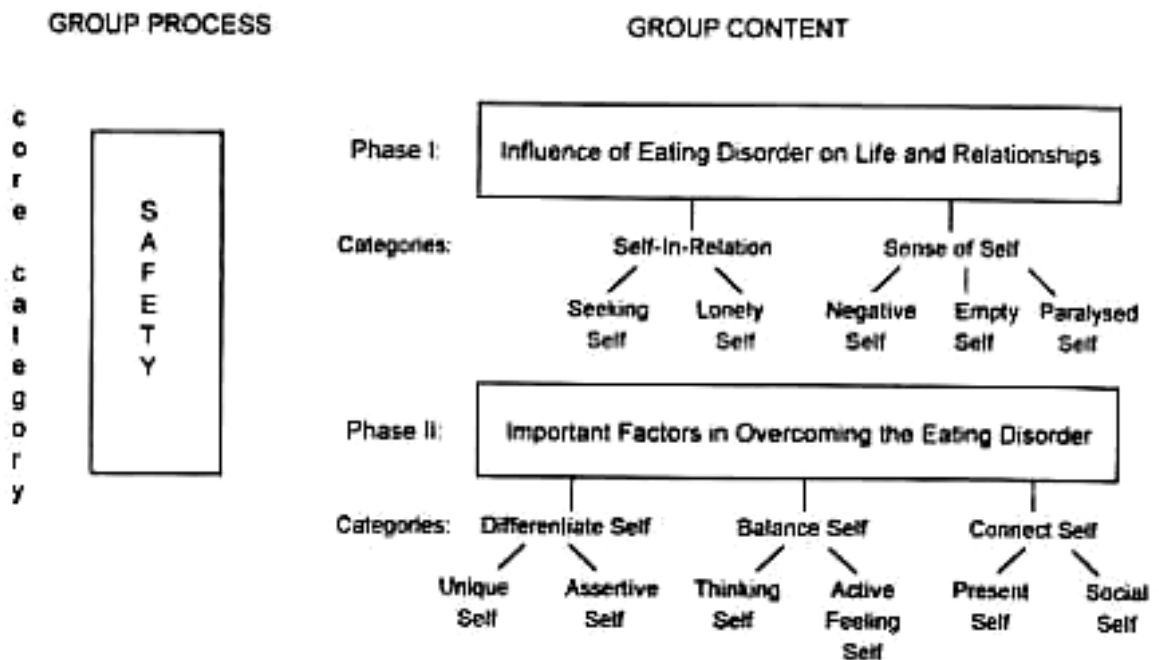 GROUP PROCESS
GROUP CONTENT
core category
SAFETY
Phase I:
Influence of Eating Disorder on Life and Relationships
Categories:
Self-In-Relation
Sense of Self
Seeking
Self
Lonely
Self
Negative
Self
Empty
Self
Paralysed
Self
Phase II:
Important Factors in Overcoming the Eating Disorder
Categories:
Differentiate Self
Balance Self
Connect Self
Unique
Self
Assertive
Self
Thinking
Self
Active
Feeling
Self
Present
Self
Social
Self